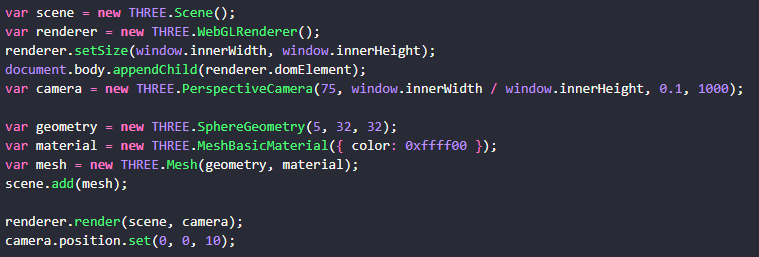 var scene = new THREE.Scene();
var renderer = new THREE.WebGLRenderer();
renderer.setSize(window.innerWidth, window.innerHeight);
document.body.appendChild(renderer.domElement);
var camera = new THREE.PerspectiveCamera(75, window.innerWidth / window.innerHeight, 0.1, 1000);

var geometry = new THREE.SphereGeometry(5, 32, 32);
var material = new THREE.MeshBasicMaterial({ color: 0xffff00 });
var mesh = new THREE.Mesh(geometry, material);
scene.add(mesh);

renderer.render(scene, camera);
camera.position.set(0, 0, 10);